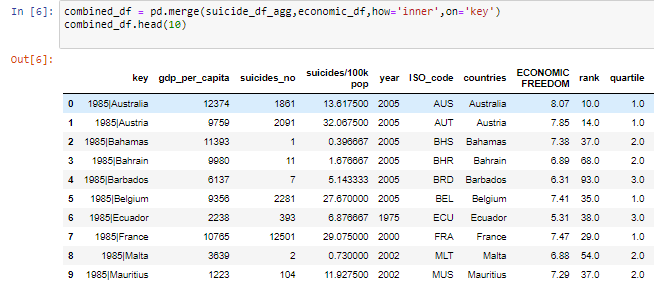 In [6]: combined_df = pd.merge(suicide_df_agg,economic_df,how='inner',on='key')
combined_df.head(10)
Out[6]:
key gdp_per_capita suicides_no suicides/100k pop year ISO_code countries ECONOMIC FREEDOM rank quartile
0 1985|Australia 12374 1861 13.617500 2005 AUS Australia 8.07 10.0 1.0
1 1985|Austria 9759 2091 32.067500 2005 AUT Austria 7.85 14.0 1.0
2 1985|Bahamas 11393 1 0.396667 2005 BHS Bahamas 7.38 37.0 2.0
3 1985|Bahrain 9980 11 1.676667 2005 BHR Bahrain 6.89 68.0 2.0
4 1985|Barbados 6137 7 5.143333 2005 BRD Barbados 6.31 93.0 3.0
5 1985|Belgium 9356 2281 27.670000 2005 BEL Belgium 7.41 35.0 1.0
6 1985|Ecuador 2238 393 6.876667 1975 ECU Ecuador 5.31 38.0 3.0
7 1985|France 10765 12501 29.075000 2000 FRA France 7.47 29.0 1.0
8 1985|Malta 3639 2 0.730000 2002 MLT Malta 6.88 54.0 2.0
9 1985|Mauritius 1223 104 11.927500 2002 MUS Mauritius 7.29 37.0 2.0